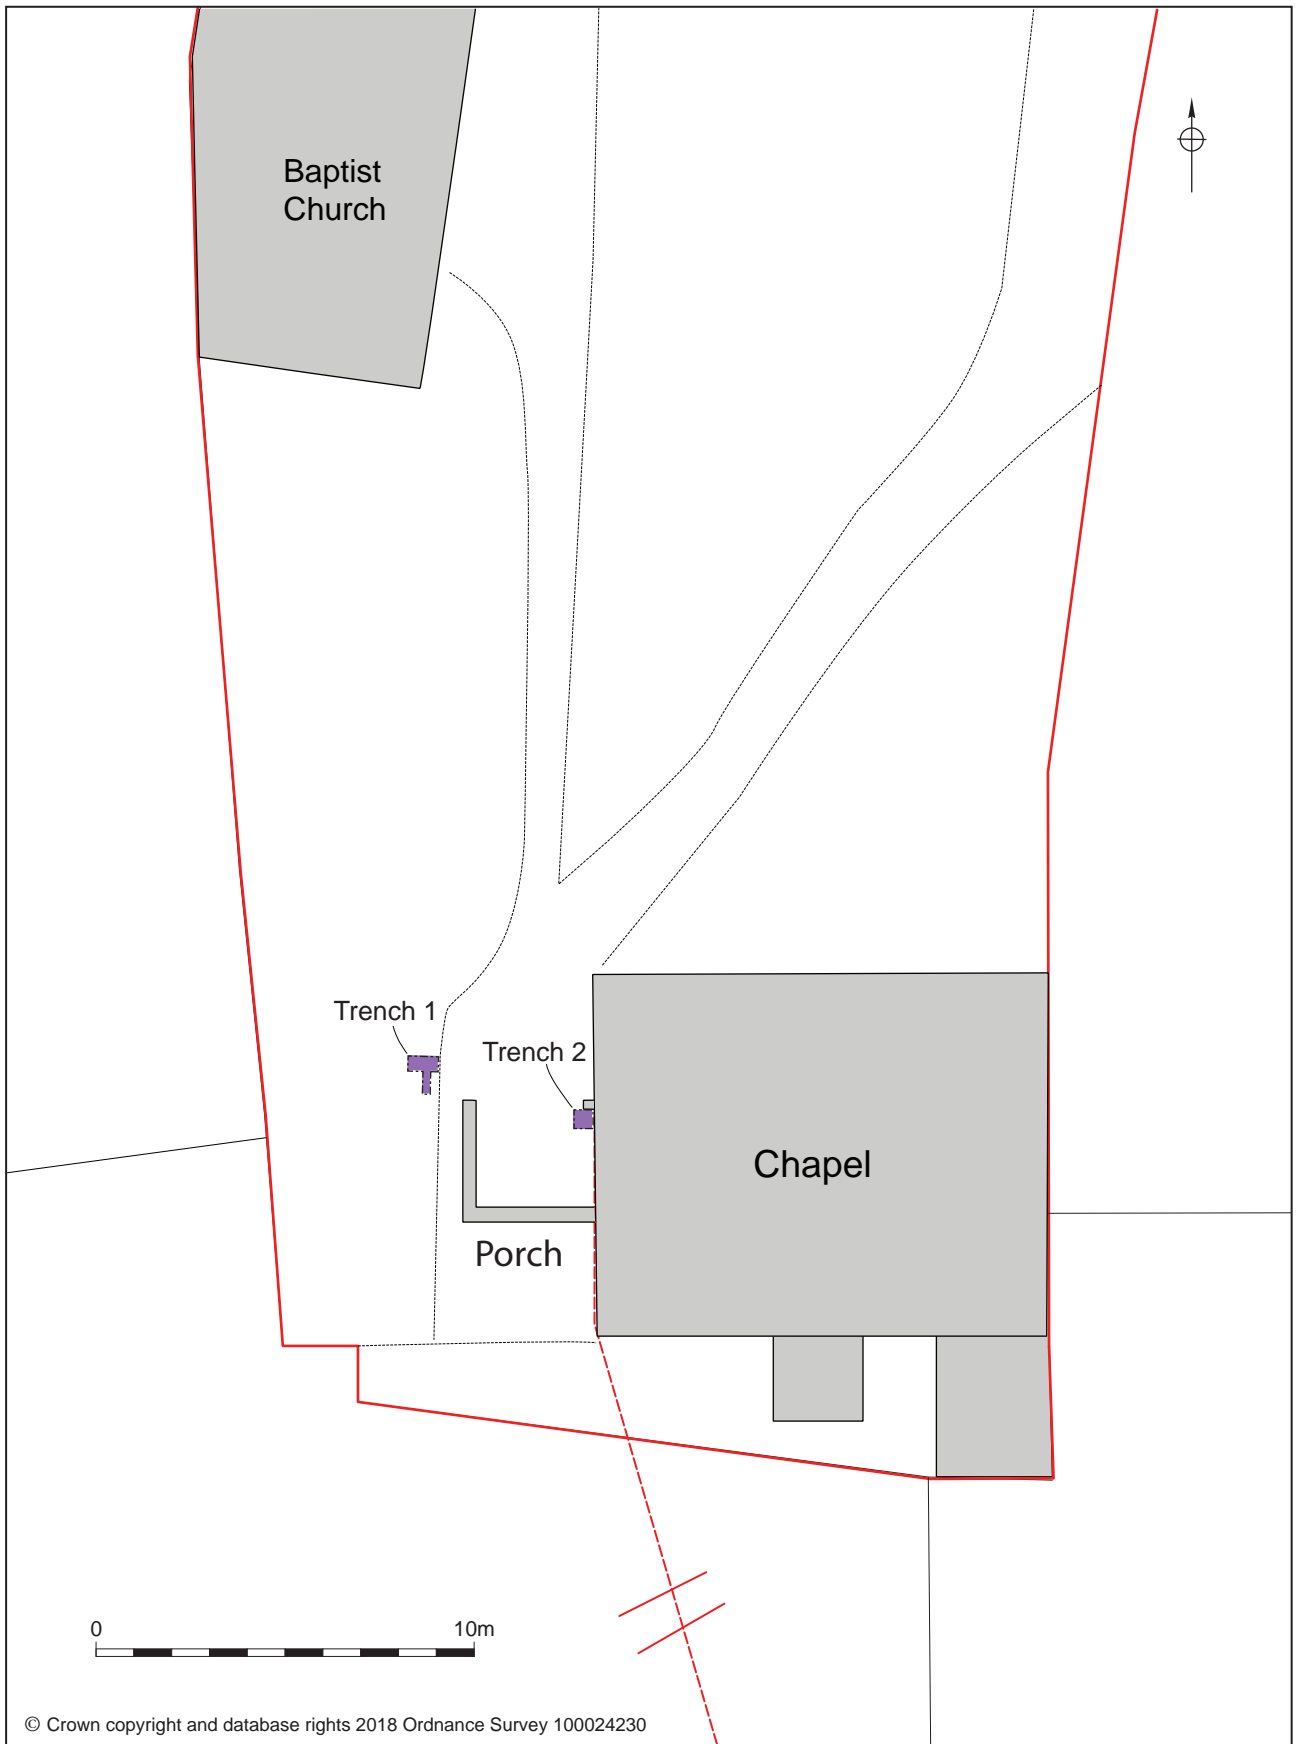 Baptist
Church
Trench 1
Trench 2
Chapel
Porch
0 10m
© Crown copyright and database rights 2018 Ordnance Survey 100024230